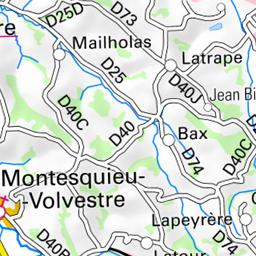 D25D
D73
re
Mailholas
D25
Latrape
D40J
Jean Bi
D40C
D40
Bax
D74
D40C
Montesquieu-
-Volvestre
Lapeyrère
D40B
D74
Latour